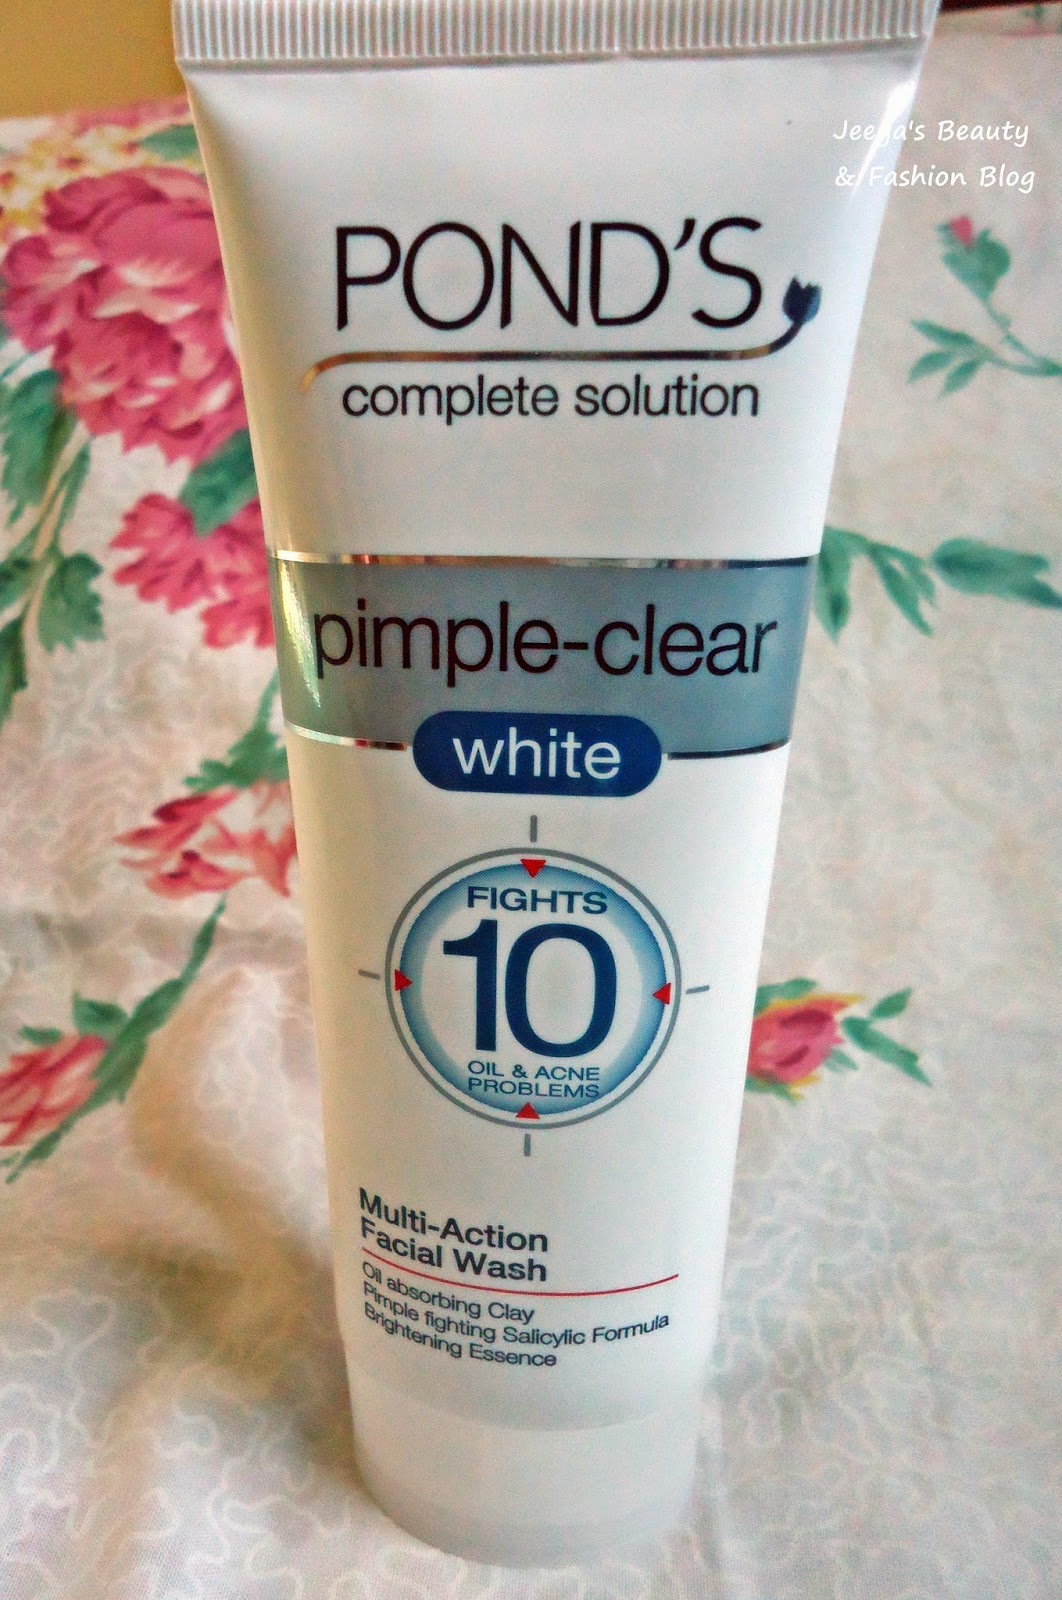 Jeeya's Beauty
& Fashion Blog
POND'S
complete solution
pimple-clear
white
FIGHTS
10
OIL & ACNE
PROBLEMS
Multi-Action
Facial Wash
Oil absorbing Clay
Pimple fighting Salicylic Formula
Brightening Essence